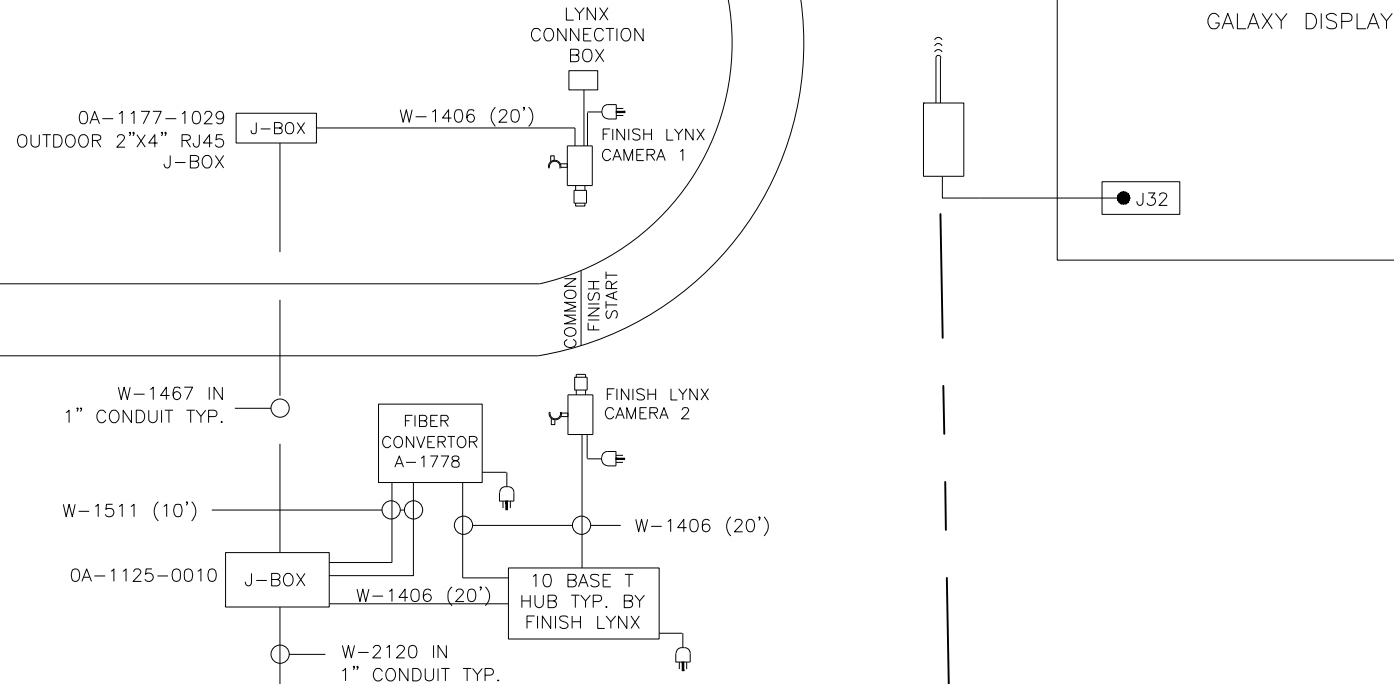 LYNX
CONNECTION
BOX
GALAXY DISPLAY
0A-1177-1029
OUTDOOR 2"X4" RJ45
J-BOX
J-BOX
W-1406 (20')
FINISH LYNX
CAMERA 1
J32
COMMON
FINISH
START
W-1467 IN
1" CONDUIT TYP.
FINISH LYNX
CAMERA 2
FIBER
CONVERTOR
A-1778
W-1511 (10')
W-1406 (20')
0A-1125-0010
J-BOX
W-1406 (20')
10 BASE T
HUB TYP. BY
FINISH LYNX
W-2120 IN
1" CONDUIT TYP.